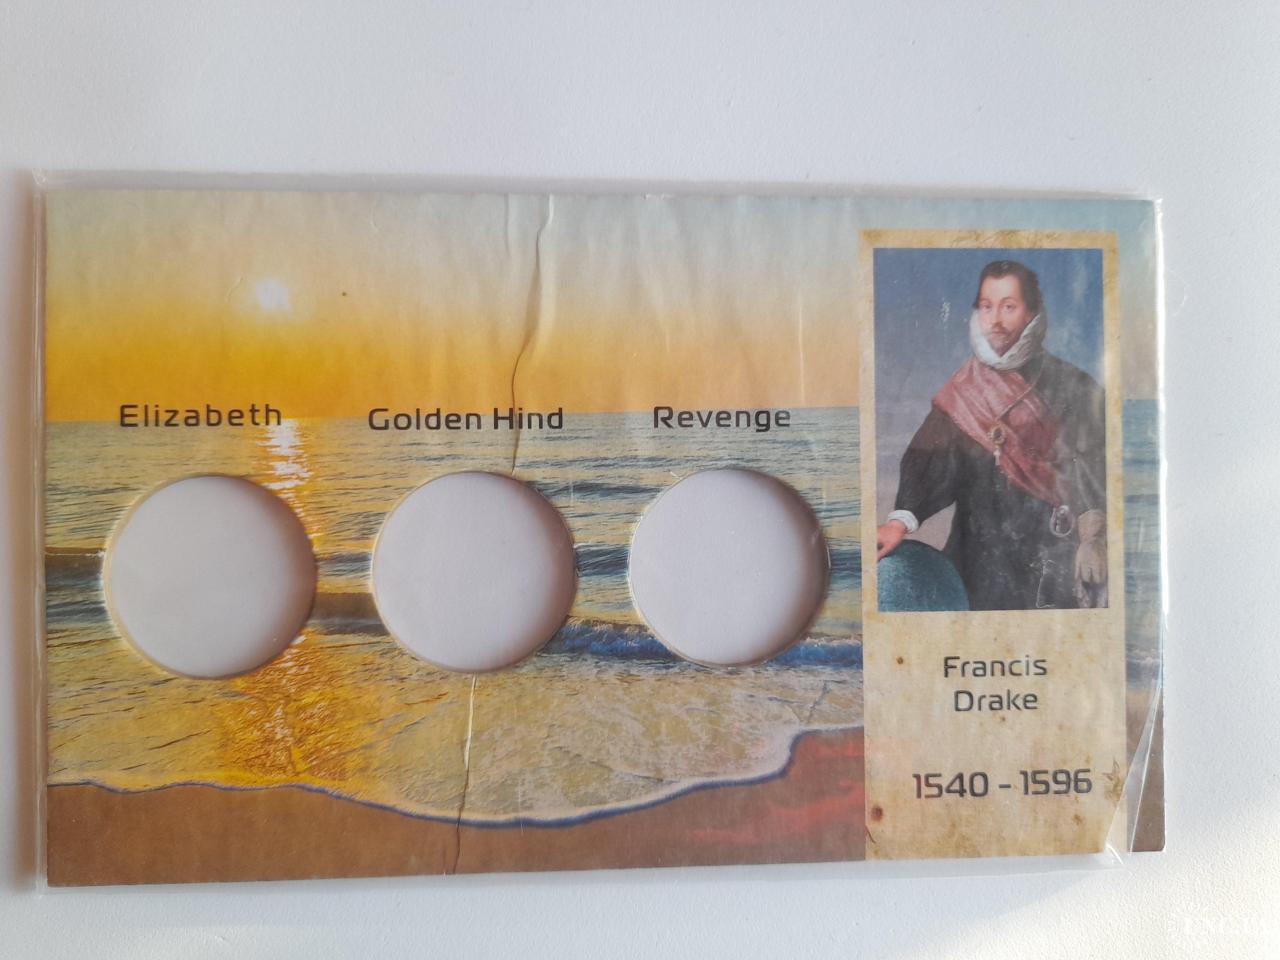 Elizabeth
Golden Hind
Revenge
Francis
Drake
1540 - 1596